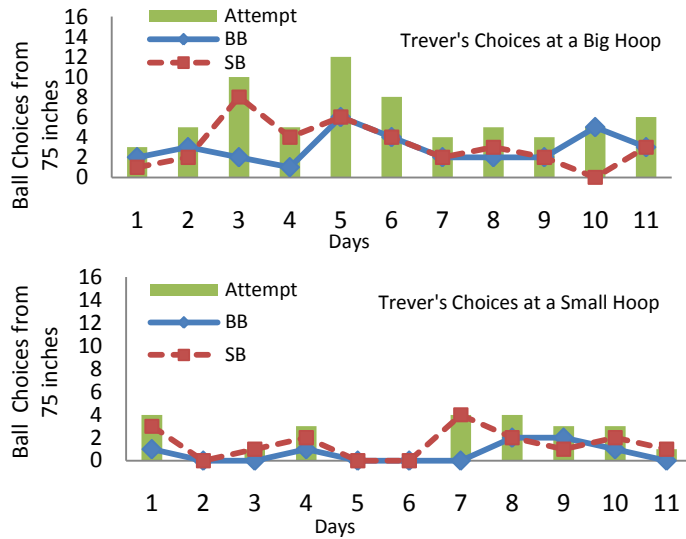 16
14
12
10
8
6
4
2
0
Ball Choices from
75 inches
Attempt
BB
SB
Trever's Choices at a Big Hoop
1 2 3 4 5 6 7 8 9 10 11
Days
16
14
12
10
8
6
4
2
0
Ball Choices from
75 inches
Attempt
BB
SB
Trever's Choices at a Small Hoop
1 2 3 4 5 6 7 8 9 10 11
Days